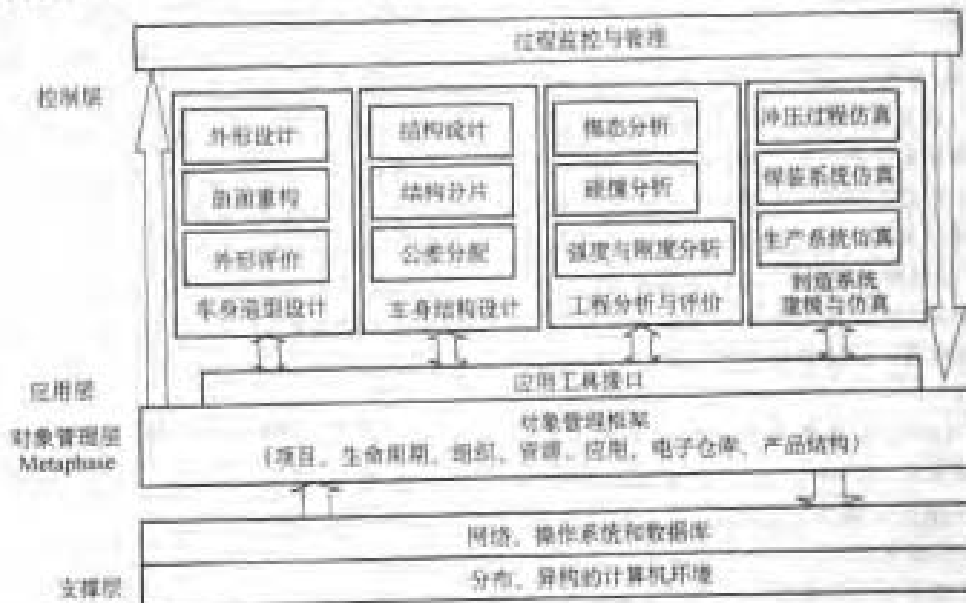 过程监控与管理
控制层
外形设计
曲面重构
外形评价
车身造型设计
结构设计
结构分片
公差分配
车身结构设计
模态分析
碰撞分析
强度与刚度分析
工程分析与评价
冲压过程仿真
焊装系统仿真
生产系统仿真
制造系统
建模与仿真
应用层
应用工具接口
对象管理层
Metaphase
对象管理框架
(项目、生命周期、组织、资源、应用、电子仓库、产品结构)
网络、操作系统和数据库
支撑层
分布、异构的计算机环境